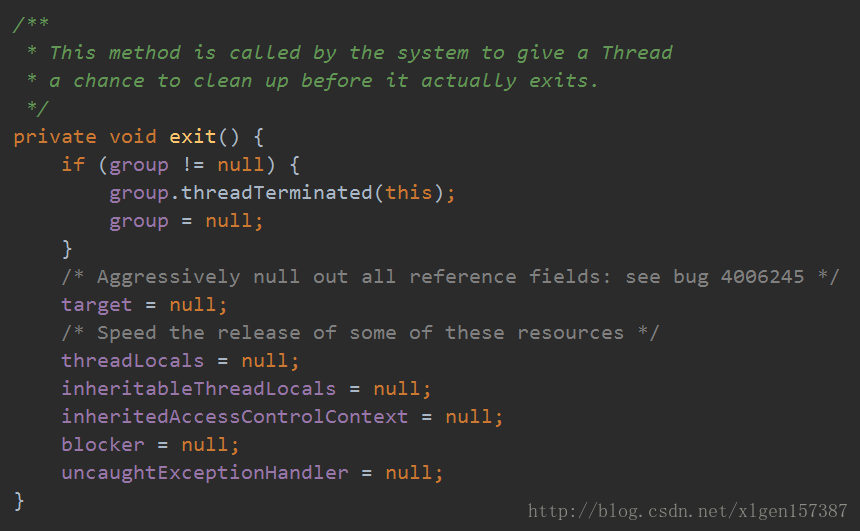 /**
 * This method is called by the system to give a Thread
 * a chance to clean up before it actually exits.
 */
private void exit() {
    if (group != null) {
        group.threadTerminated(this);
        group = null;
    }
    /* Aggressively null out all reference fields: see bug 4006245 */
    target = null;
    /* Speed the release of some of these resources */
    threadLocals = null;
    inheritableThreadLocals = null;
    inheritedAccessControlContext = null;
    blocker = null;
    uncaughtExceptionHandler = null;
}
http://blog.csdn.net/xlgen157387